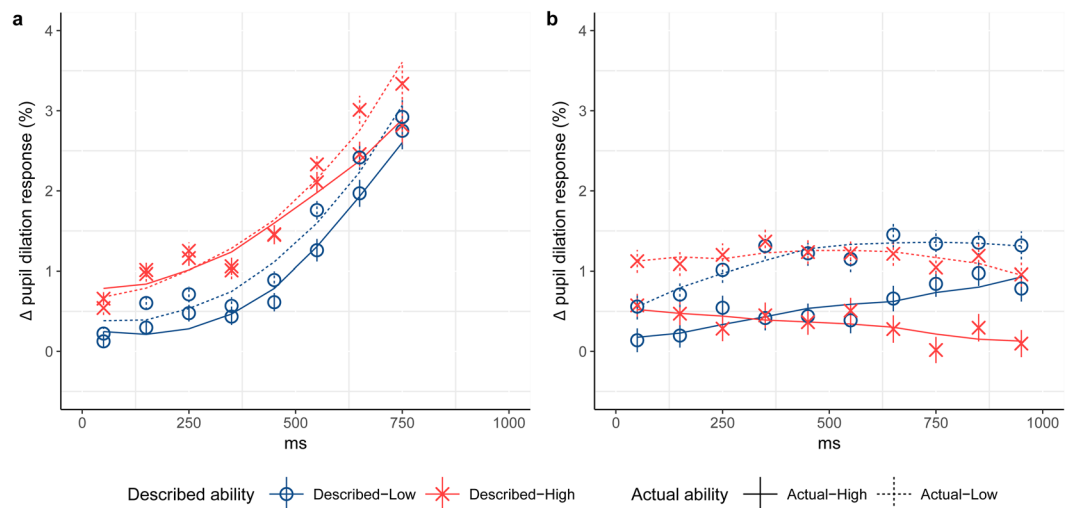 a
Δ pupil dilation response (%)
4
3
2
1
0
0 250 500 750 1000
ms
b
Δ pupil dilation response (%)
4
3
2
1
0
0 250 500 750 1000
ms
Described ability Described−Low Described−High Actual ability Actual−High Actual−Low